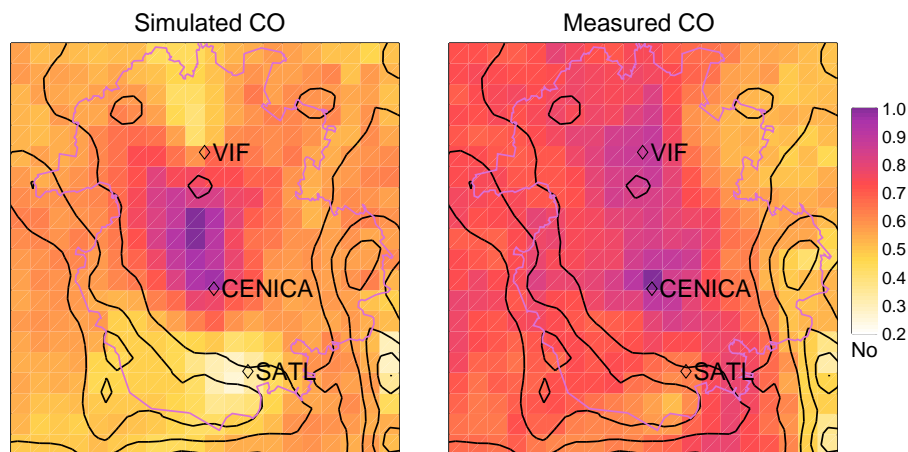 Simulated CO
Measured CO
VIF
CENICA
SATL
VIF
CENICA
SATL
1.0
0.9
0.8
0.7
0.6
0.5
0.4
0.3
0.2
No